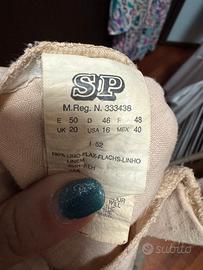 SP
M.Reg. N. 333438
E 50 D 46 F 48
UK 20 USA 16 MEX 40
I-52
100% LINO-FLAX-FLACHS-LINHO
LINEN
subito